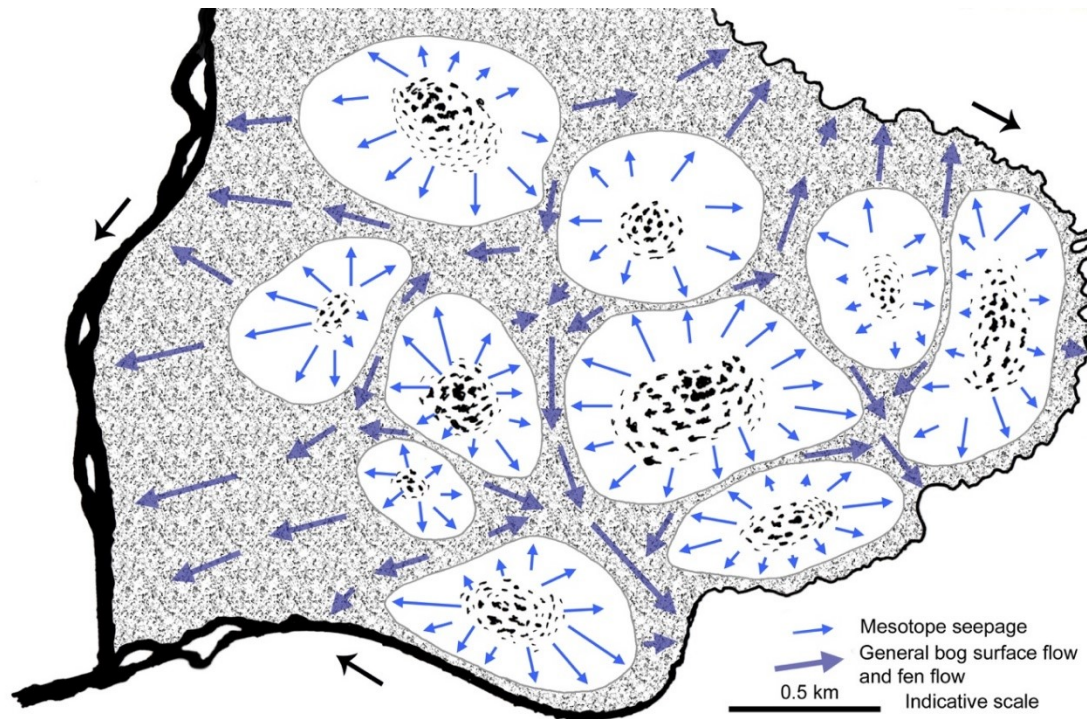 Mesotope seepage
General bog surface flow
and fen flow
0.5 km
Indicative scale